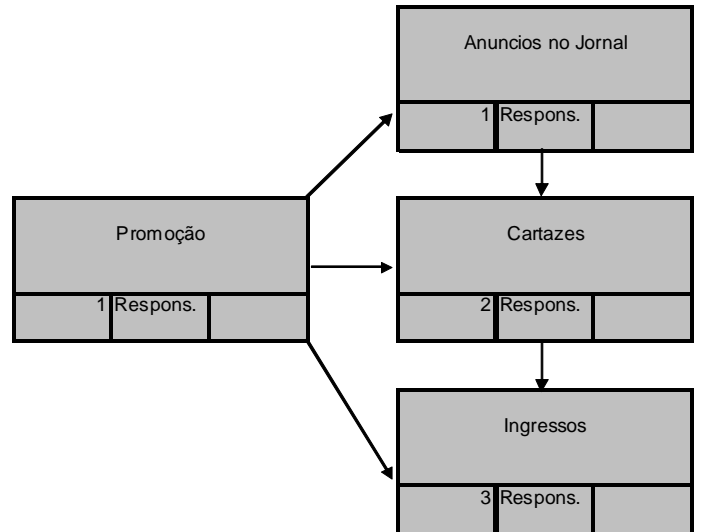 Anuncios no Jornal
1 Respons.
Promoção
1 Respons.
Cartazes
2 Respons.
Ingressos
3 Respons.